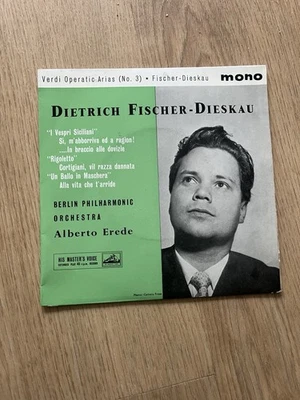 Verdi Operatic Arias (No. 3) • Fischer-Dieskau mono
DIETRICH FISCHER-DIESKAU
"I Vespri Siciliani"
Si, m'abborriva ed a ragion!
....In braccio alle dovizie
"Rigoletto"
Cortigiani, vil razza dannata
"Un Ballo in Maschera"
Alla vita che t'arride
BERLIN PHILHARMONIC
ORCHESTRA
Alberto Erede
HIS MASTER'S VOICE